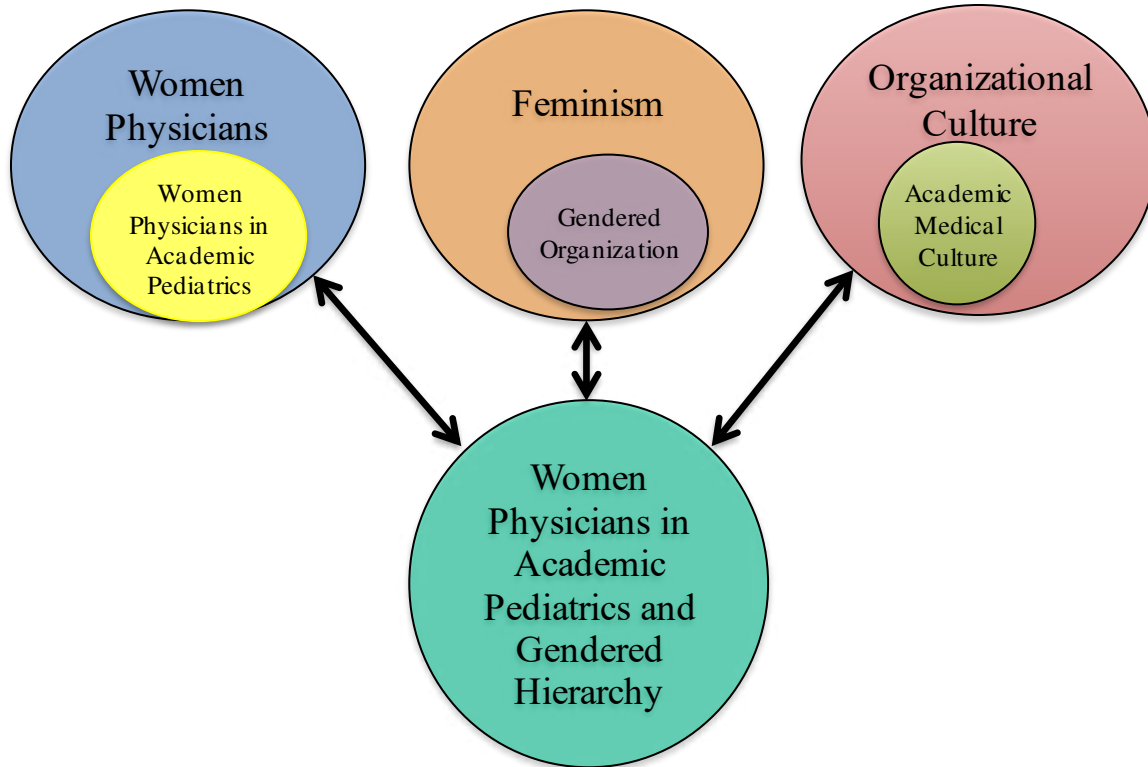 Women
Physicians
Women
Physicians in
Academic
Pediatrics
Feminism
Gendered
Organization
Organizational
Culture
Academic
Medical
Culture
Women
Physicians in
Academic
Pediatrics and
Gendered
Hierarchy